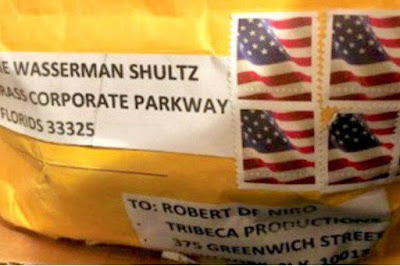 E WASSERMAN SHULTZ
RASS CORPORATE PARKWAY
FLORIDS 33325
TO: ROBERT DE NIRO
TRIBECA PRODUCTIONS
375 GREENWICH STREET